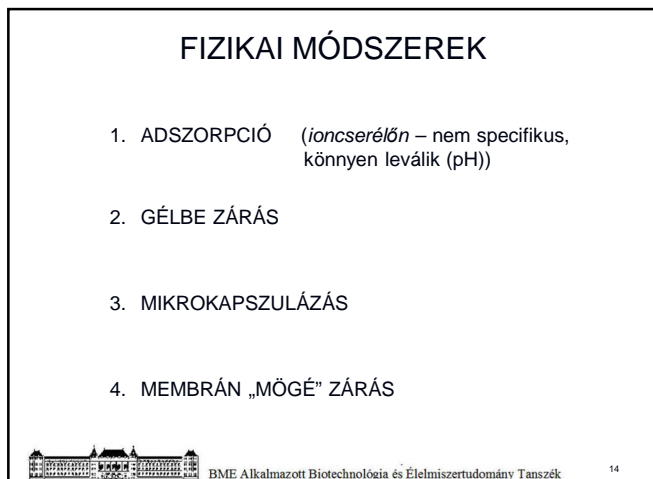 FIZIKAI MÓDSZEREK
1. ADSZORPCIÓ (ioncserélőn – nem specifikus,
könnyen leválik (pH))
2. GÉLBE ZÁRÁS
3. MIKROKAPSZULÁZÁS
4. MEMBRÁN „MÖGÉ” ZÁRÁS
BME Alkalmazott Biotechnológia és Élelmiszertudomány Tanszék 14